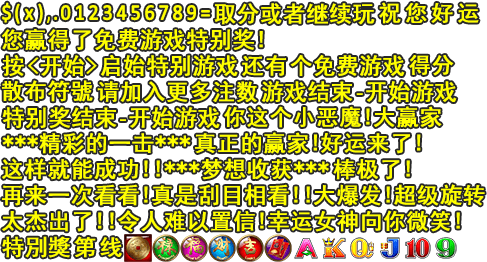 $(x),.0123456789=取分或者继续玩 祝 您 好 运
您赢得了免费游戏特别奖!
按<开始>启始特别游戏 还有个免费游戏 得分
散布符號 请加入更多注数 游戏结束-开始游戏
特别奖结束-开始游戏 你这个小恶魔!大赢家
***精彩的一击*** 真正的赢家!好运来了!
这样就能成功!!***梦想收获*** 棒极了!
再来一次看看!真是刮目相看!!大爆发!超级旋转
太杰出了!!令人难以置信!幸运女神向你微笑!
特別獎 第 线 福 财 吉 A K Q J 10 9